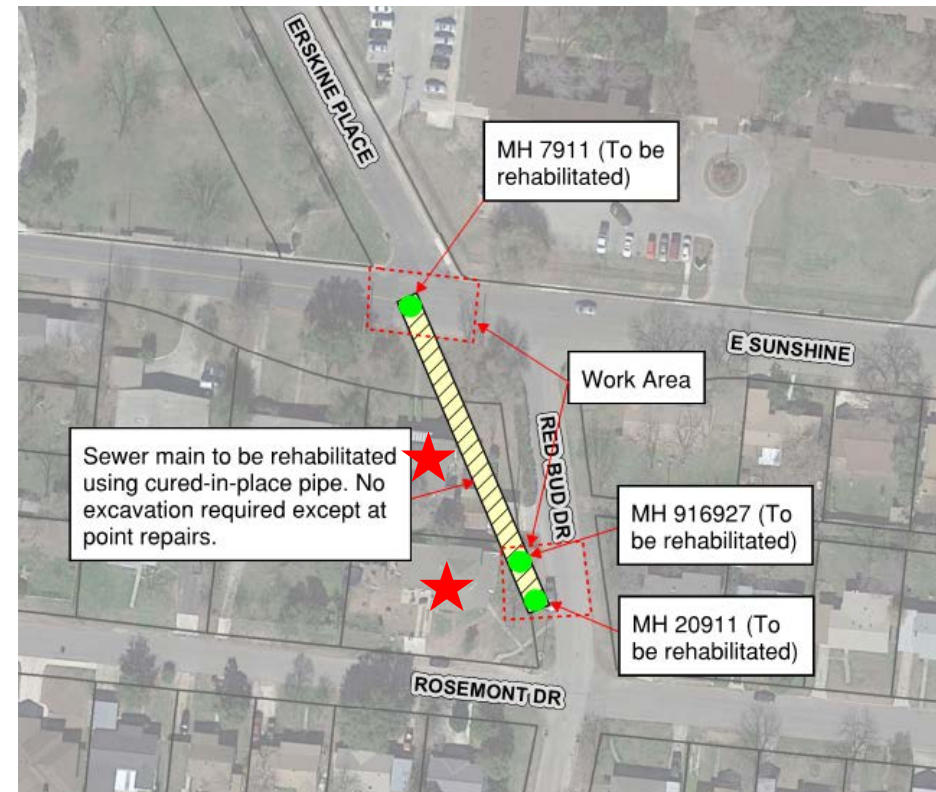 ERSKINE PLACE
MH 7911 (To be
rehabilitated)
E SUNSHINE
Work Area
RED BUD DR
Sewer main to be rehabilitated
using cured-in-place pipe. No
excavation required except at
point repairs.
MH 916927 (To
be rehabilitated)
MH 20911 (To
be rehabilitated)
ROSEMONT DR